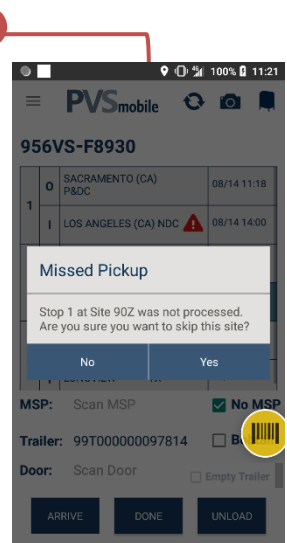 100% 11:21
PVSmobile
956VS-F8930
1 O SACRAMENTO (CA) P&DC 08/14 11:18
I LOS ANGELES (CA) NDC 08/14 14:00
Missed Pickup
Stop 1 at Site 90Z was not processed.
Are you sure you want to skip this site?
No Yes
MSP: Scan MSP No MSP
Trailer: 99T000000097814
Door: Scan Door Empty Trailer
ARRIVE DONE UNLOAD